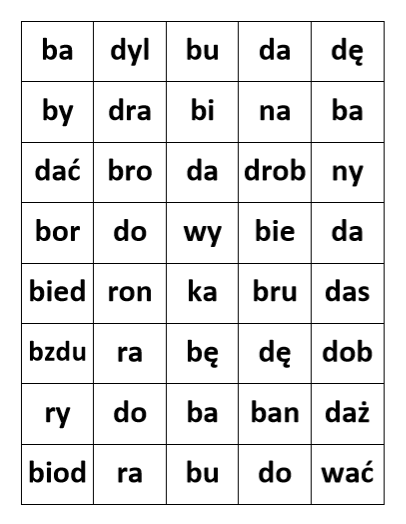 ba dyl bu da dę
by dra bi na ba
dać bro da drob ny
bor do wy bie da
bied ron ka bru das
bzdu ra bę dę dob
ry do ba ban daż
biod ra bu do wać